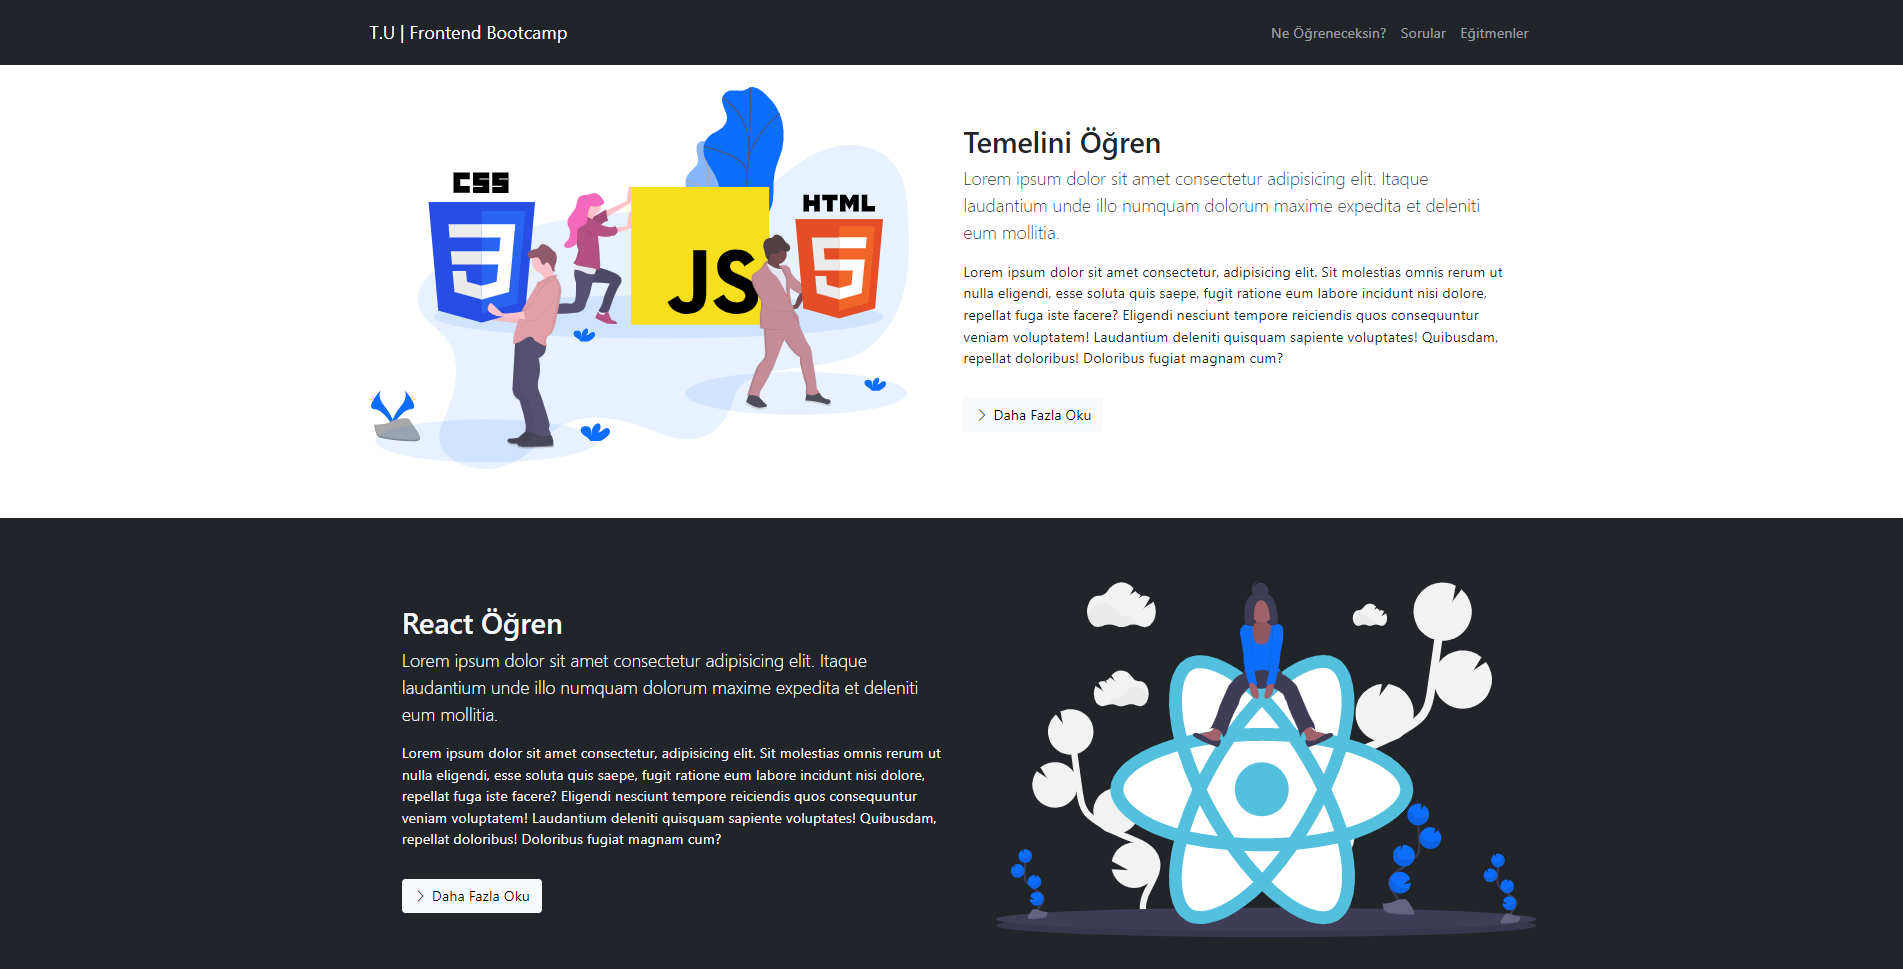 T.U | Frontend Bootcamp
Ne Öğreneceksin? Sorular Eğitmenler
CSS
JS
HTML
Temelini Öğren
Lorem ipsum dolor sit amet consectetur adipisicing elit. Itaque
laudantium unde illo numquam dolorum maxime expedita et deleniti
eum mollitia.
Lorem ipsum dolor sit amet consectetur, adipisicing elit. Sit molestias omnis rerum ut
nulla eligendi, esse soluta quis saepe, fugit ratione eum labore incidunt nisi dolore,
repellat fuga iste facere? Eligendi nesciunt tempore reiciendis quos consequuntur
veniam voluptatem! Laudantium deleniti quisquam sapiente voluptates! Quibusdam,
repellat doloribus! Doloribus fugiat magnam cum?
Daha Fazla Oku
React Öğren
Lorem ipsum dolor sit amet consectetur adipisicing elit. Itaque
laudantium unde illo numquam dolorum maxime expedita et deleniti
eum mollitia.
Lorem ipsum dolor sit amet consectetur, adipisicing elit. Sit molestias omnis rerum ut
nulla eligendi, esse soluta quis saepe, fugit ratione eum labore incidunt nisi dolore,
repellat fuga iste facere? Eligendi nesciunt tempore reiciendis quos consequuntur
veniam voluptatem! Laudantium deleniti quisquam sapiente voluptates! Quibusdam,
repellat doloribus! Doloribus fugiat magnam cum?
Daha Fazla Oku